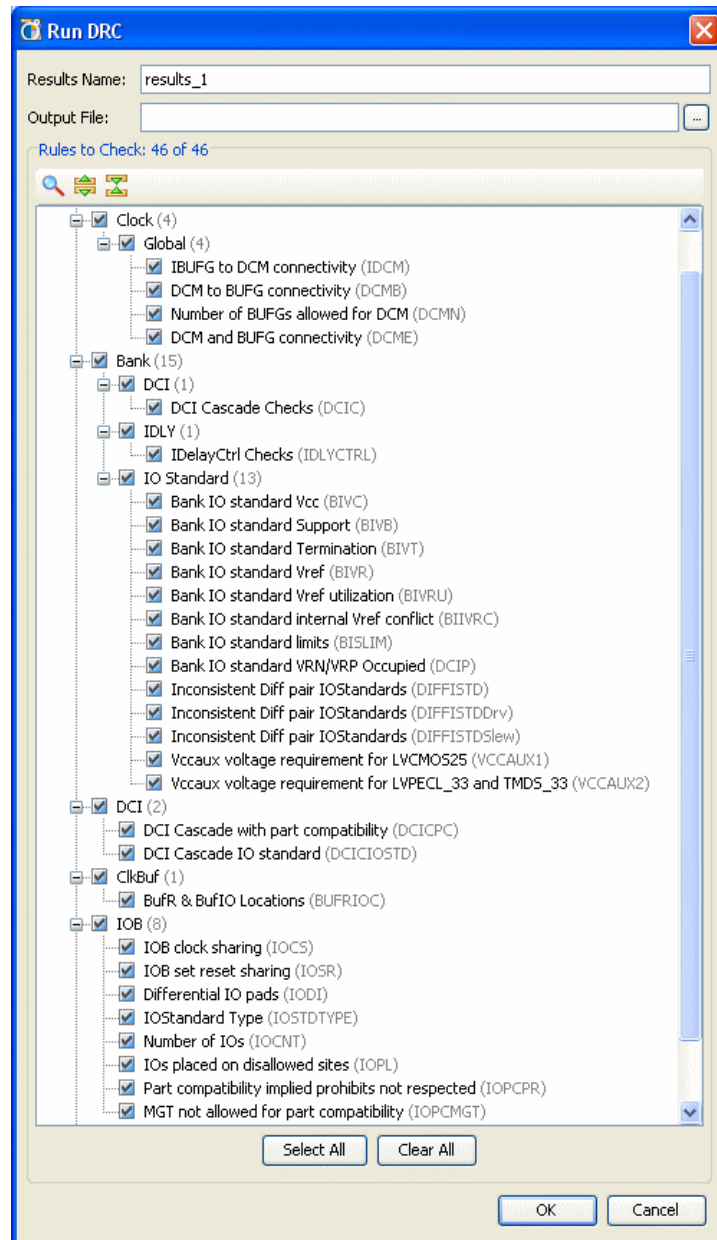 Run DRC
Results Name: results_1
Output File: ...
Rules to Check: 46 of 46
Clock (4)
Global (4)
IBUFG to DCM connectivity (IDCM)
DCM to BUFG connectivity (DCMB)
Number of BUFGs allowed for DCM (DCMN)
DCM and BUFG connectivity (DCME)
Bank (15)
DCI (1)
DCI Cascade Checks (DCIC)
IDLY (1)
IDelayCtrl Checks (IDLYCTRL)
IO Standard (13)
Bank IO standard Vcc (BIVC)
Bank IO standard Support (BIVB)
Bank IO standard Termination (BIVT)
Bank IO standard Vref (BIVR)
Bank IO standard Vref utilization (BIVRU)
Bank IO standard internal Vref conflict (BIIVRC)
Bank IO standard limits (BISLIM)
Bank IO standard VRN/VRP Occupied (DCIP)
Inconsistent Diff pair IOStandards (DIFFISTD)
Inconsistent Diff pair IOStandards (DIFFISTDDrv)
Inconsistent Diff pair IOStandards (DIFFISTDSlew)
Vccaux voltage requirement for LVCMOS25 (VCCAUX1)
Vccaux voltage requirement for LVPECL_33 and TMDS_33 (VCCAUX2)
DCI (2)
DCI Cascade with part compatibility (DCICPC)
DCI Cascade IO standard (DCICIOSTD)
ClkBuf (1)
BufR & BufIO Locations (BUFRIOC)
IOB (8)
IOB clock sharing (IOCS)
IOB set reset sharing (IOSR)
Differential IO pads (IODI)
IOStandard Type (IOSTDTYPE)
Number of IOs (IOCNT)
IOs placed on disallowed sites (IOPL)
Part compatibility implied prohibits not respected (IOPCPR)
MGT not allowed for part compatibility (IOPCMGT)
Select All Clear All
OK Cancel